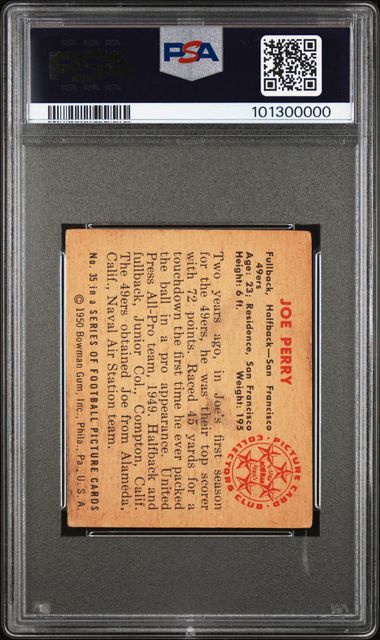 PSA
PSA
101300000
JOE PERRY
Fullback, Halfback—San Francisco
49ers
Age: 23; Residence, San Francisco
Height: 6 ft. Weight: 195
PICTURE CARD
COLLECTORS CLUB
Two years ago, in Joe's first season
for the 49ers, he was their top scorer
with 72 points. Raced 45 yards for a
touchdown the first time he ever packed
the ball in a pro appearance. United
Press All-Pro team, 1949. Halfback and
fullback, Junior Col., Compton, Calif.
The 49ers obtained Joe from Alameda,
Calif., Naval Air Station team.
No. 35 in a SERIES OF FOOTBALL PICTURE CARDS
© 1950 Bowman Gum, Inc., Phila., Pa., U. S. A.